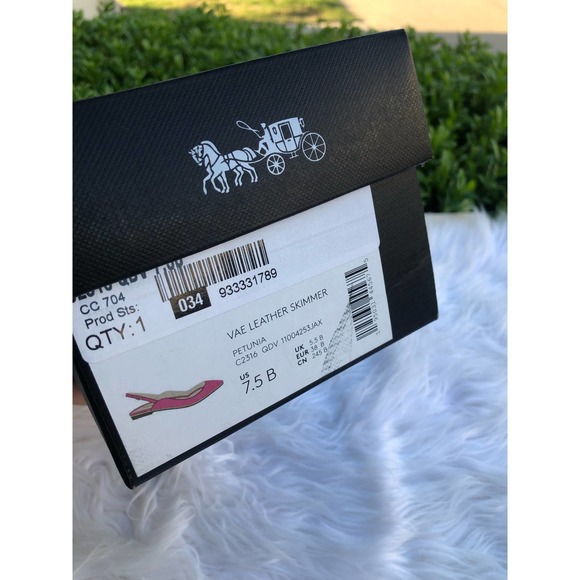 CC 704
Prod Sts:
QTY:1
034
933331789
VAE LEATHER SKIMMER
PETUNIA
C2316 QDV 11004253JAX
US
7.5 B
UK 5.5 B
EUR 38 B
CN 245 B